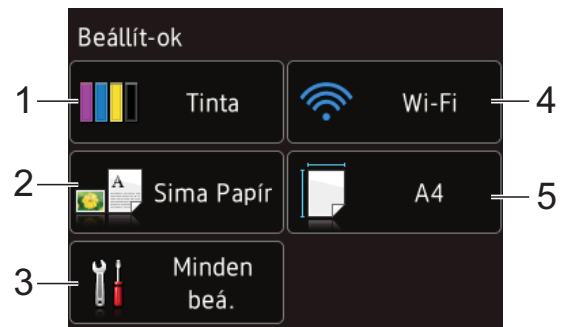 Beállít-ok
1 Tinta
Wi-Fi 4
2 A Sima Papír
A4 5
3 Minden
beá.